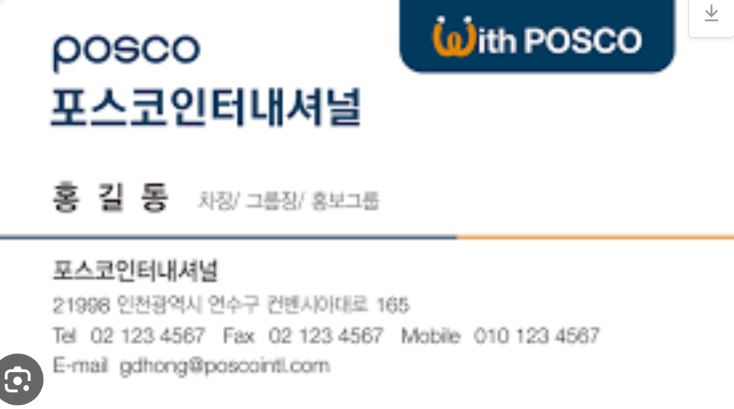 posco
With POSCO
포스코인터내셔널
홍 길 동 차장/ 그룹장/ 홍보그룹
포스코인터내셔널
21998 인천광역시 연수구 컨벤시아대로 165
Tel 02 123 4567 Fax 02 123 4567 Mobile 010 123 4567
E-mail gdhong@poscointl.com